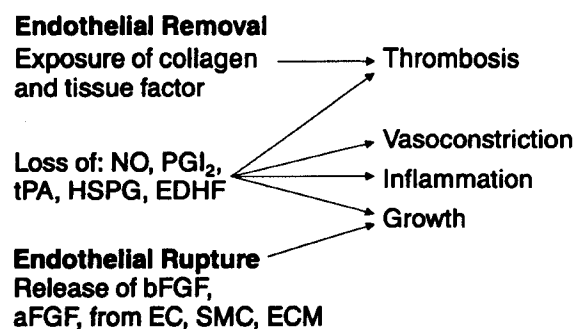 Endothelial Removal
Exposure of collagen
and tissue factor
Thrombosis
Loss of: NO, PGI₂,
tPA, HSPG, EDHF
Vasoconstriction
Inflammation
Growth
Endothelial Rupture
Release of bFGF,
aFGF, from EC, SMC, ECM